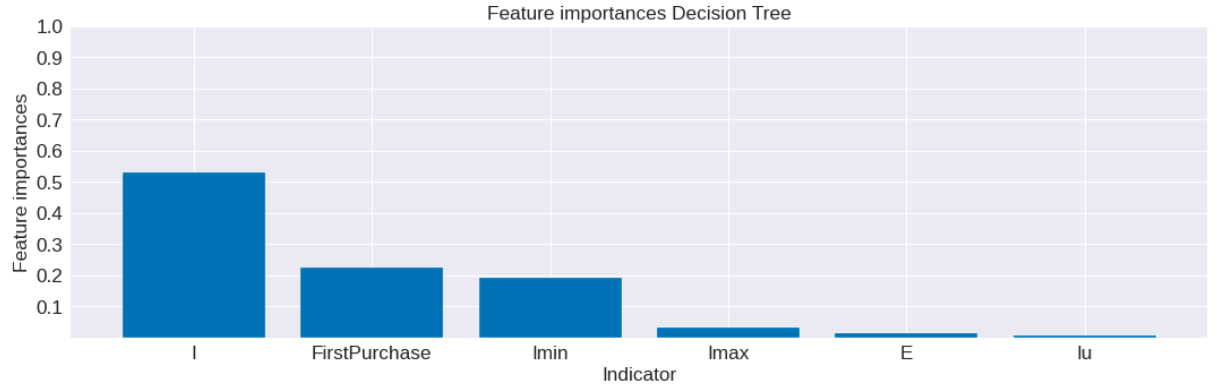 Feature importances Decision Tree
Feature importances
1.0
0.9
0.8
0.7
0.6
0.5
0.4
0.3
0.2
0.1
I FirstPurchase Imin Imax E Iu
Indicator